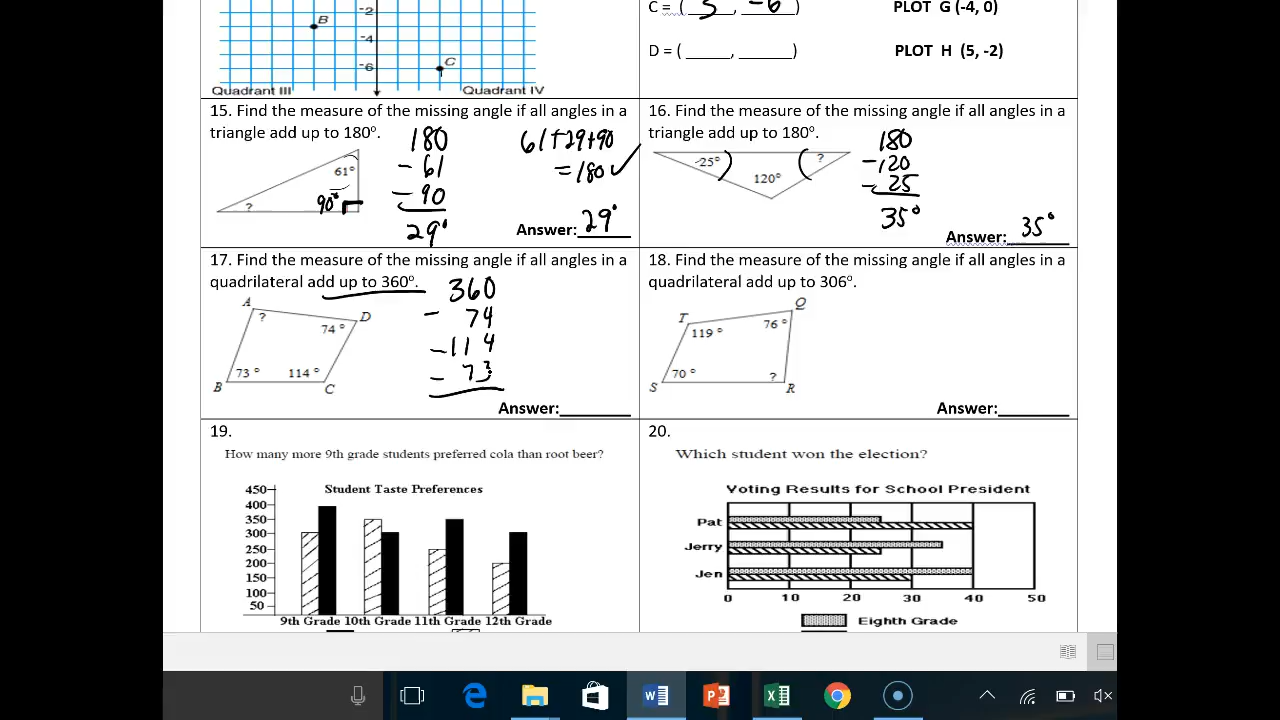 -2
B
-4
-6
C
Quadrant III
Quadrant IV
C = ( 5 , -6 )
PLOT G (-4, 0)
D = ( _____, ______)
PLOT H (5, -2)
15. Find the measure of the missing angle if all angles in a
triangle add up to 180º.
180
- 61
- 90
29°
61+29+90
= 180 ✓
61°
90°
?
Answer: 29°
16. Find the measure of the missing angle if all angles in a
triangle add up to 180º.
25°
?
120°
180
-120
- 25
35°
Answer: 35°
17. Find the measure of the missing angle if all angles in a
quadrilateral add up to 360º.
A
?
D
74 °
73 °
114 °
B
C
360
- 74
-114
- 73
Answer:________
18. Find the measure of the missing angle if all angles in a
quadrilateral add up to 306º.
Q
T
76 °
119 °
70 °
?
S
R
Answer:________
19.
How many more 9th grade students preferred cola than root beer?
Student Taste Preferences
450
400
350
300
250
200
150
100
50
9th Grade 10th Grade 11th Grade 12th Grade
20.
Which student won the election?
Voting Results for School President
Pat
Jerry
Jen
0 10 20 30 40 50
Eighth Grade